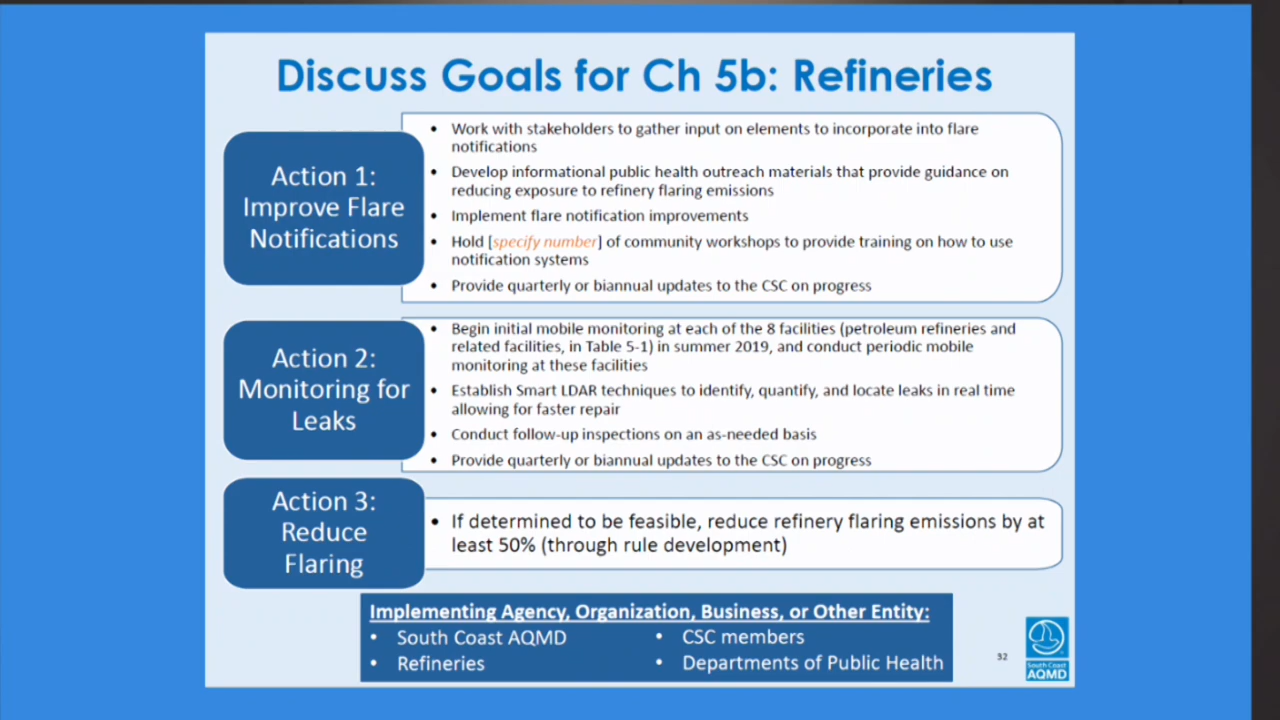 Discuss Goals for Ch 5b: Refineries
Action 1:
Improve Flare
Notifications
• Work with stakeholders to gather input on elements to incorporate into flare
notifications
• Develop informational public health outreach materials that provide guidance on
reducing exposure to refinery flaring emissions
• Implement flare notification improvements
• Hold [specify number] of community workshops to provide training on how to use
notification systems
• Provide quarterly or biannual updates to the CSC on progress
Action 2:
Monitoring for
Leaks
• Begin initial mobile monitoring at each of the 8 facilities (petroleum refineries and
related facilities, in Table 5-1) in summer 2019, and conduct periodic mobile
monitoring at these facilities
• Establish Smart LDAR techniques to identify, quantify, and locate leaks in real time
allowing for faster repair
• Conduct follow-up inspections on an as-needed basis
• Provide quarterly or biannual updates to the CSC on progress
Action 3:
Reduce
Flaring
• If determined to be feasible, reduce refinery flaring emissions by at
least 50% (through rule development)
Implementing Agency, Organization, Business, or Other Entity:
• South Coast AQMD
• Refineries
• CSC members
• Departments of Public Health
32
South Coast
AQMD